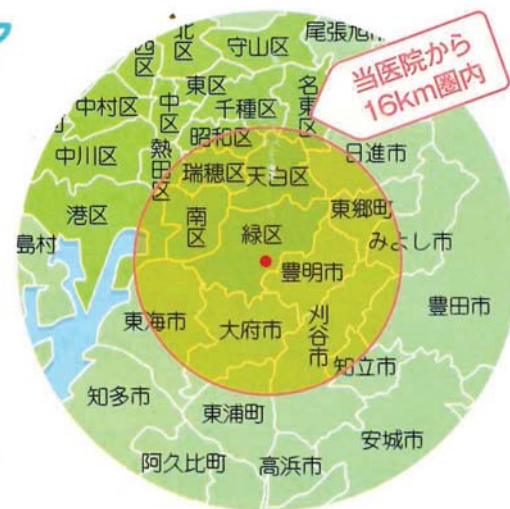 北区
守山区
尾張旭
西区
東区
名東区
中村区
中区
千種区
昭和区
中川区
熱田区
瑞穂区
天白区
日進市
港区
南区
東郷町
緑区
みよし市
島村
豊明市
豊田市
東海市
大府市
刈谷市
知立市
知多市
東浦町
安城市
阿久比町
高浜市
当医院から
16km圏内